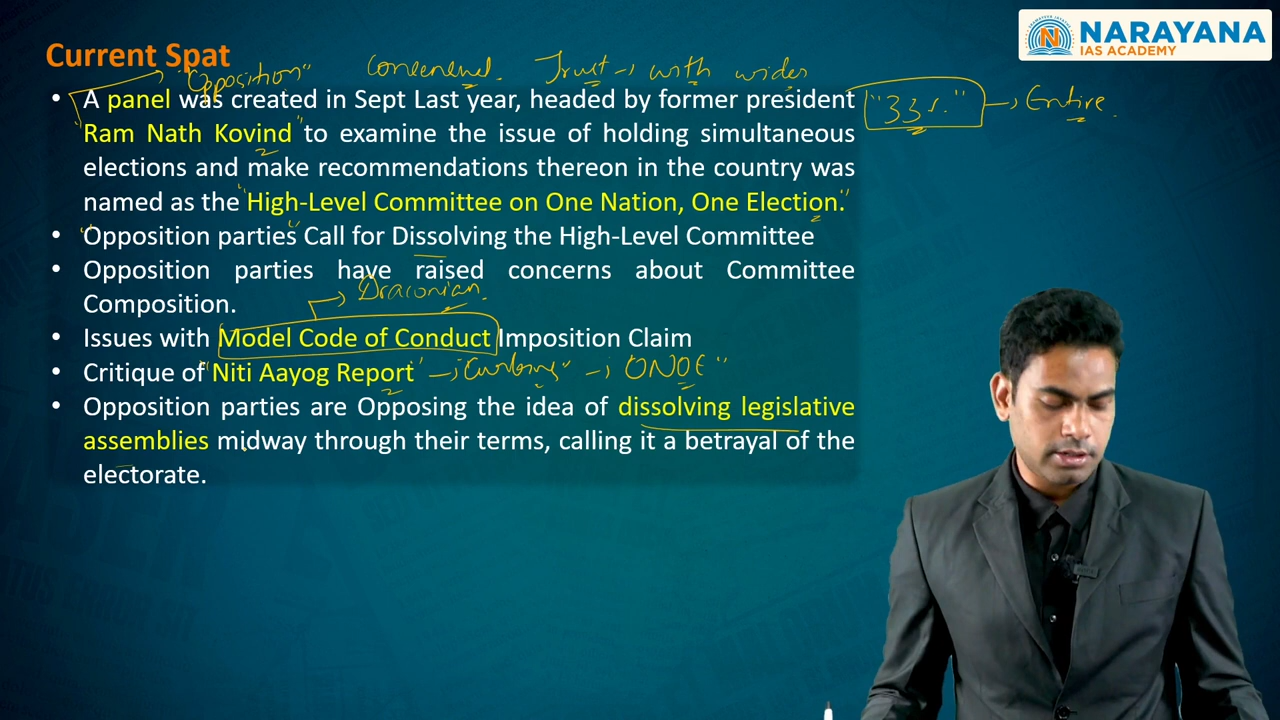 NARAYANA
IAS ACADEMY
Current Spat
"Opposition" Trust → with wider
• A panel was created in Sept Last year, headed by former president
"33%." → Entire.
"Ram Nath Kovind" to examine the issue of holding simultaneous
elections and make recommendations thereon in the country was
named as the "High-Level Committee on One Nation, One Election."
• "Opposition parties" Call for Dissolving the High-Level Committee
• Opposition parties have raised concerns about Committee
Composition.
→ Draconian.
• Issues with Model Code of Conduct Imposition Claim
• Critique of "Niti Aayog Report" → ONOE"
• Opposition parties are Opposing the idea of dissolving legislative
assemblies midway through their terms, calling it a betrayal of the
electorate.